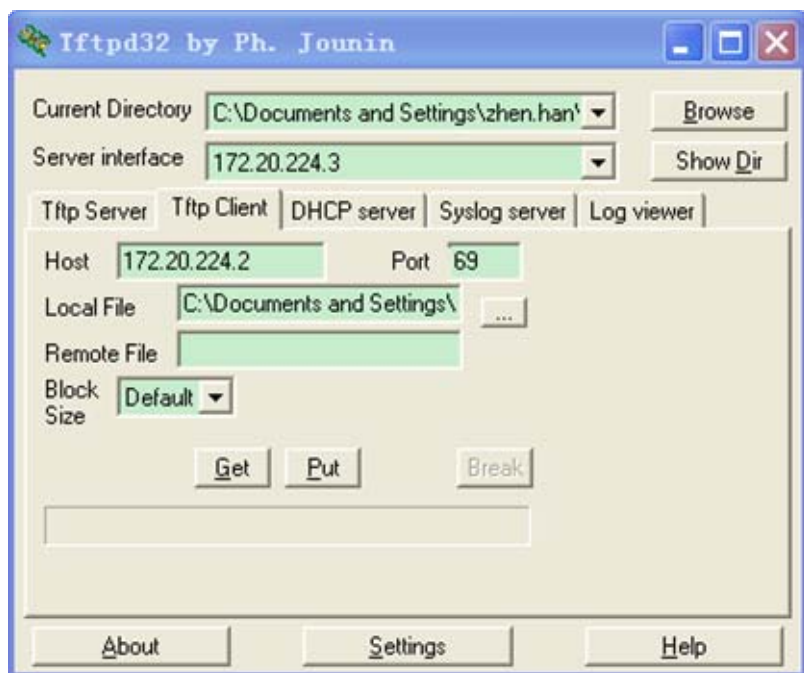 Tftpd32 by Ph. Jounin
Current Directory C:\Documents and Settings\zhen.han\ Browse
Server interface 172.20.224.3 Show Dir
Tftp Server Tftp Client DHCP server Syslog server Log viewer
Host 172.20.224.2 Port 69
Local File C:\Documents and Settings\ ...
Remote File
Block Size Default
Get Put Break
About Settings Help